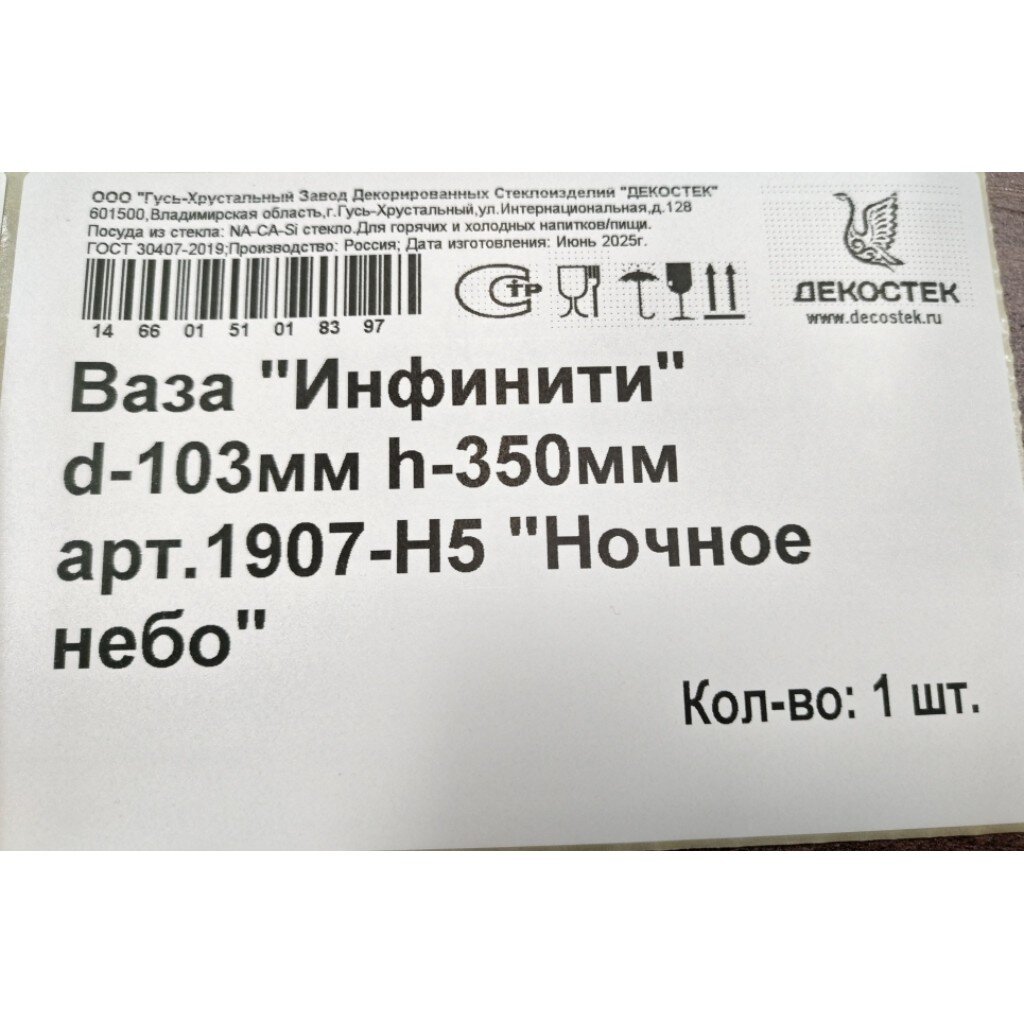 ООО "Гусь-Хрустальный Завод Декорированных Стеклоизделий "ДЕКОСТЕК"
601500,Владимирская область,г.Гусь-Хрустальный,ул.Интернациональная,д.128
Посуда из стекла: NA-CA-Si стекло.Для горячих и холодных напитков/пищи.
ГОСТ 30407-2019;Производство: Россия; Дата изготовления: Июнь 2025г.
14 66 01 51 01 83 97
СТР
ДЕКОСТЕК
www.decostek.ru
Ваза "Инфинити"
d-103мм h-350мм
арт.1907-Н5 "Ночное
небо"
Кол-во: 1 шт.